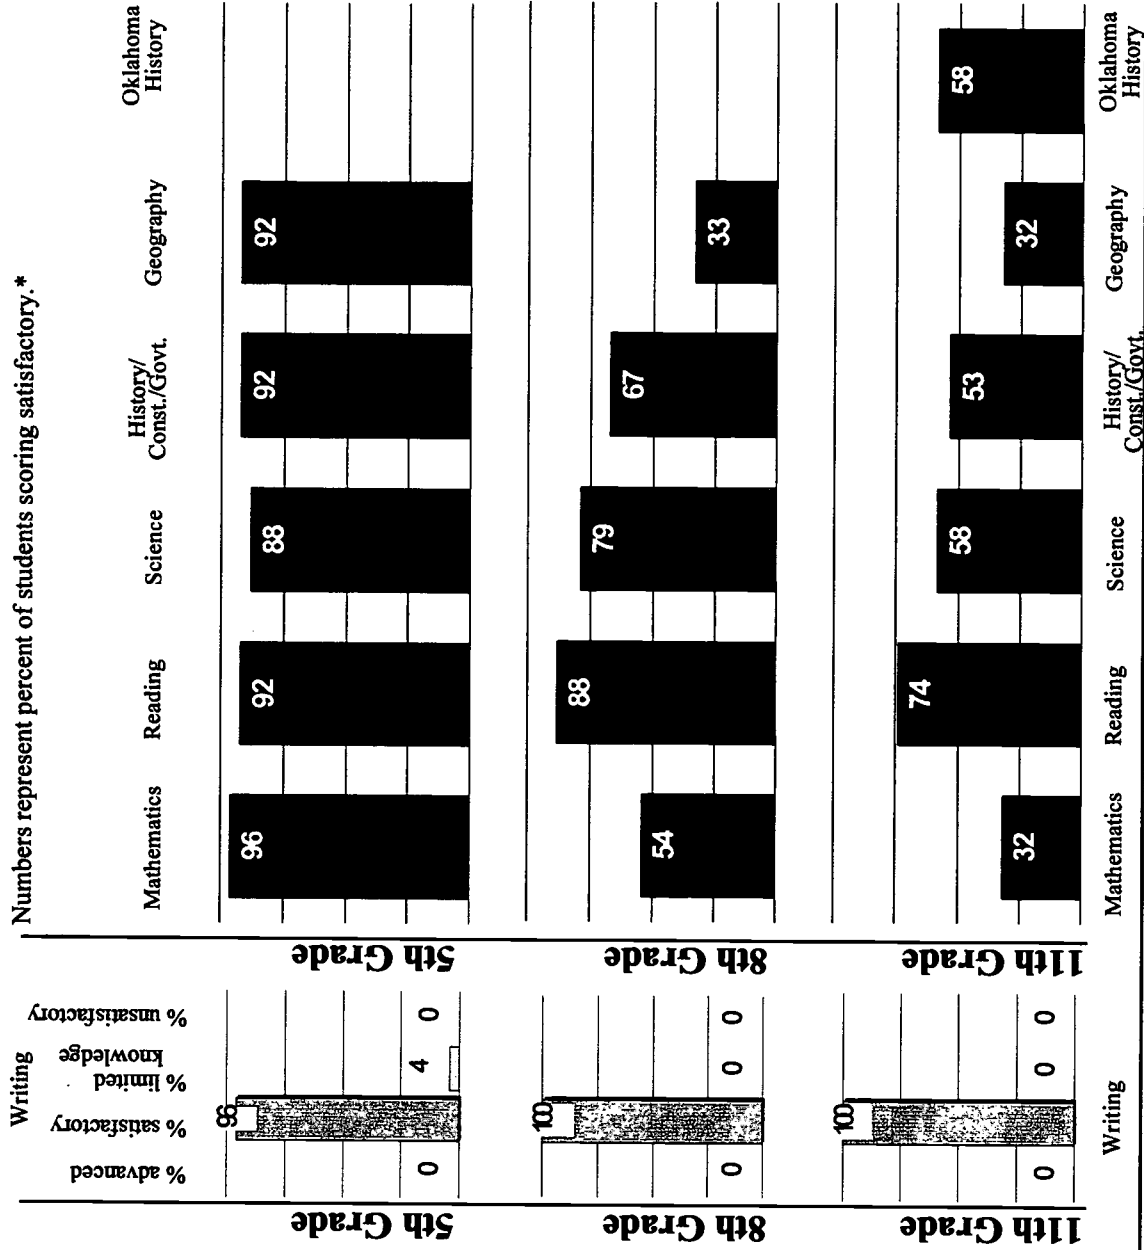 Numbers represent percent of students scoring satisfactory.*
Writing
% advanced
% satisfactory
% limited
knowledge
% unsatisfactory
Mathematics
Reading
Science
History/
Const./Govt.
Geography
Oklahoma
History
5th Grade
0
96
4
0
5th Grade
96
92
88
92
92
8th Grade
0
100
0
0
8th Grade
54
88
79
67
33
11th Grade
0
100
0
0
11th Grade
32
74
58
53
32
58
Writing
Mathematics
Reading
Science
History/
Const./Govt.
Geography
Oklahoma
History